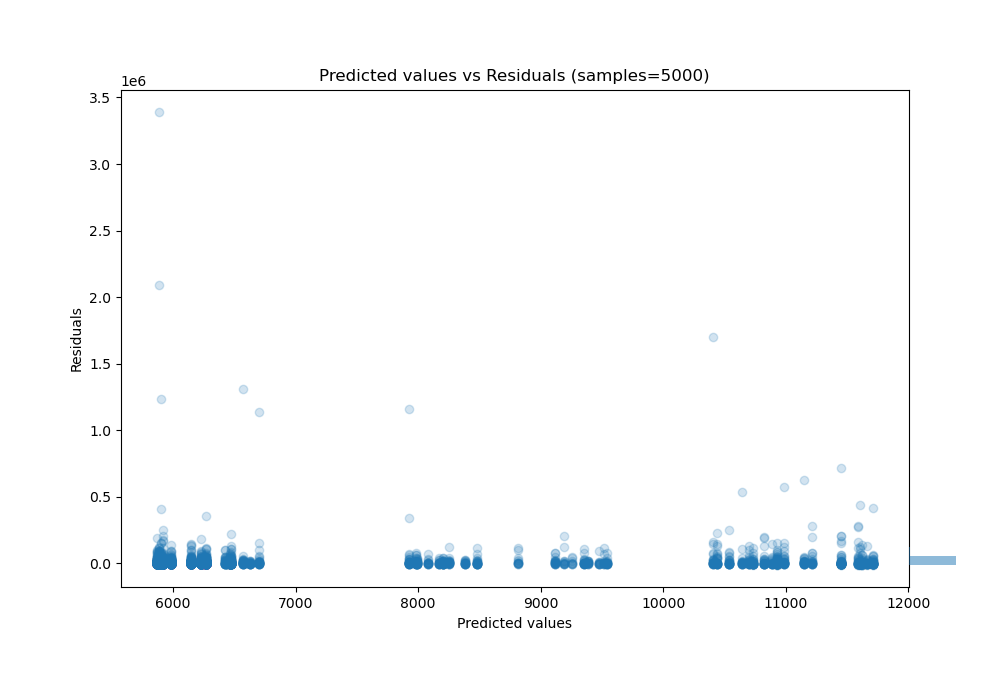 Predicted values vs Residuals (samples=5000)
1e6
3.5
3.0
2.5
2.0
1.5
1.0
0.5
0.0
Residuals
6000 7000 8000 9000 10000 11000 12000
Predicted values